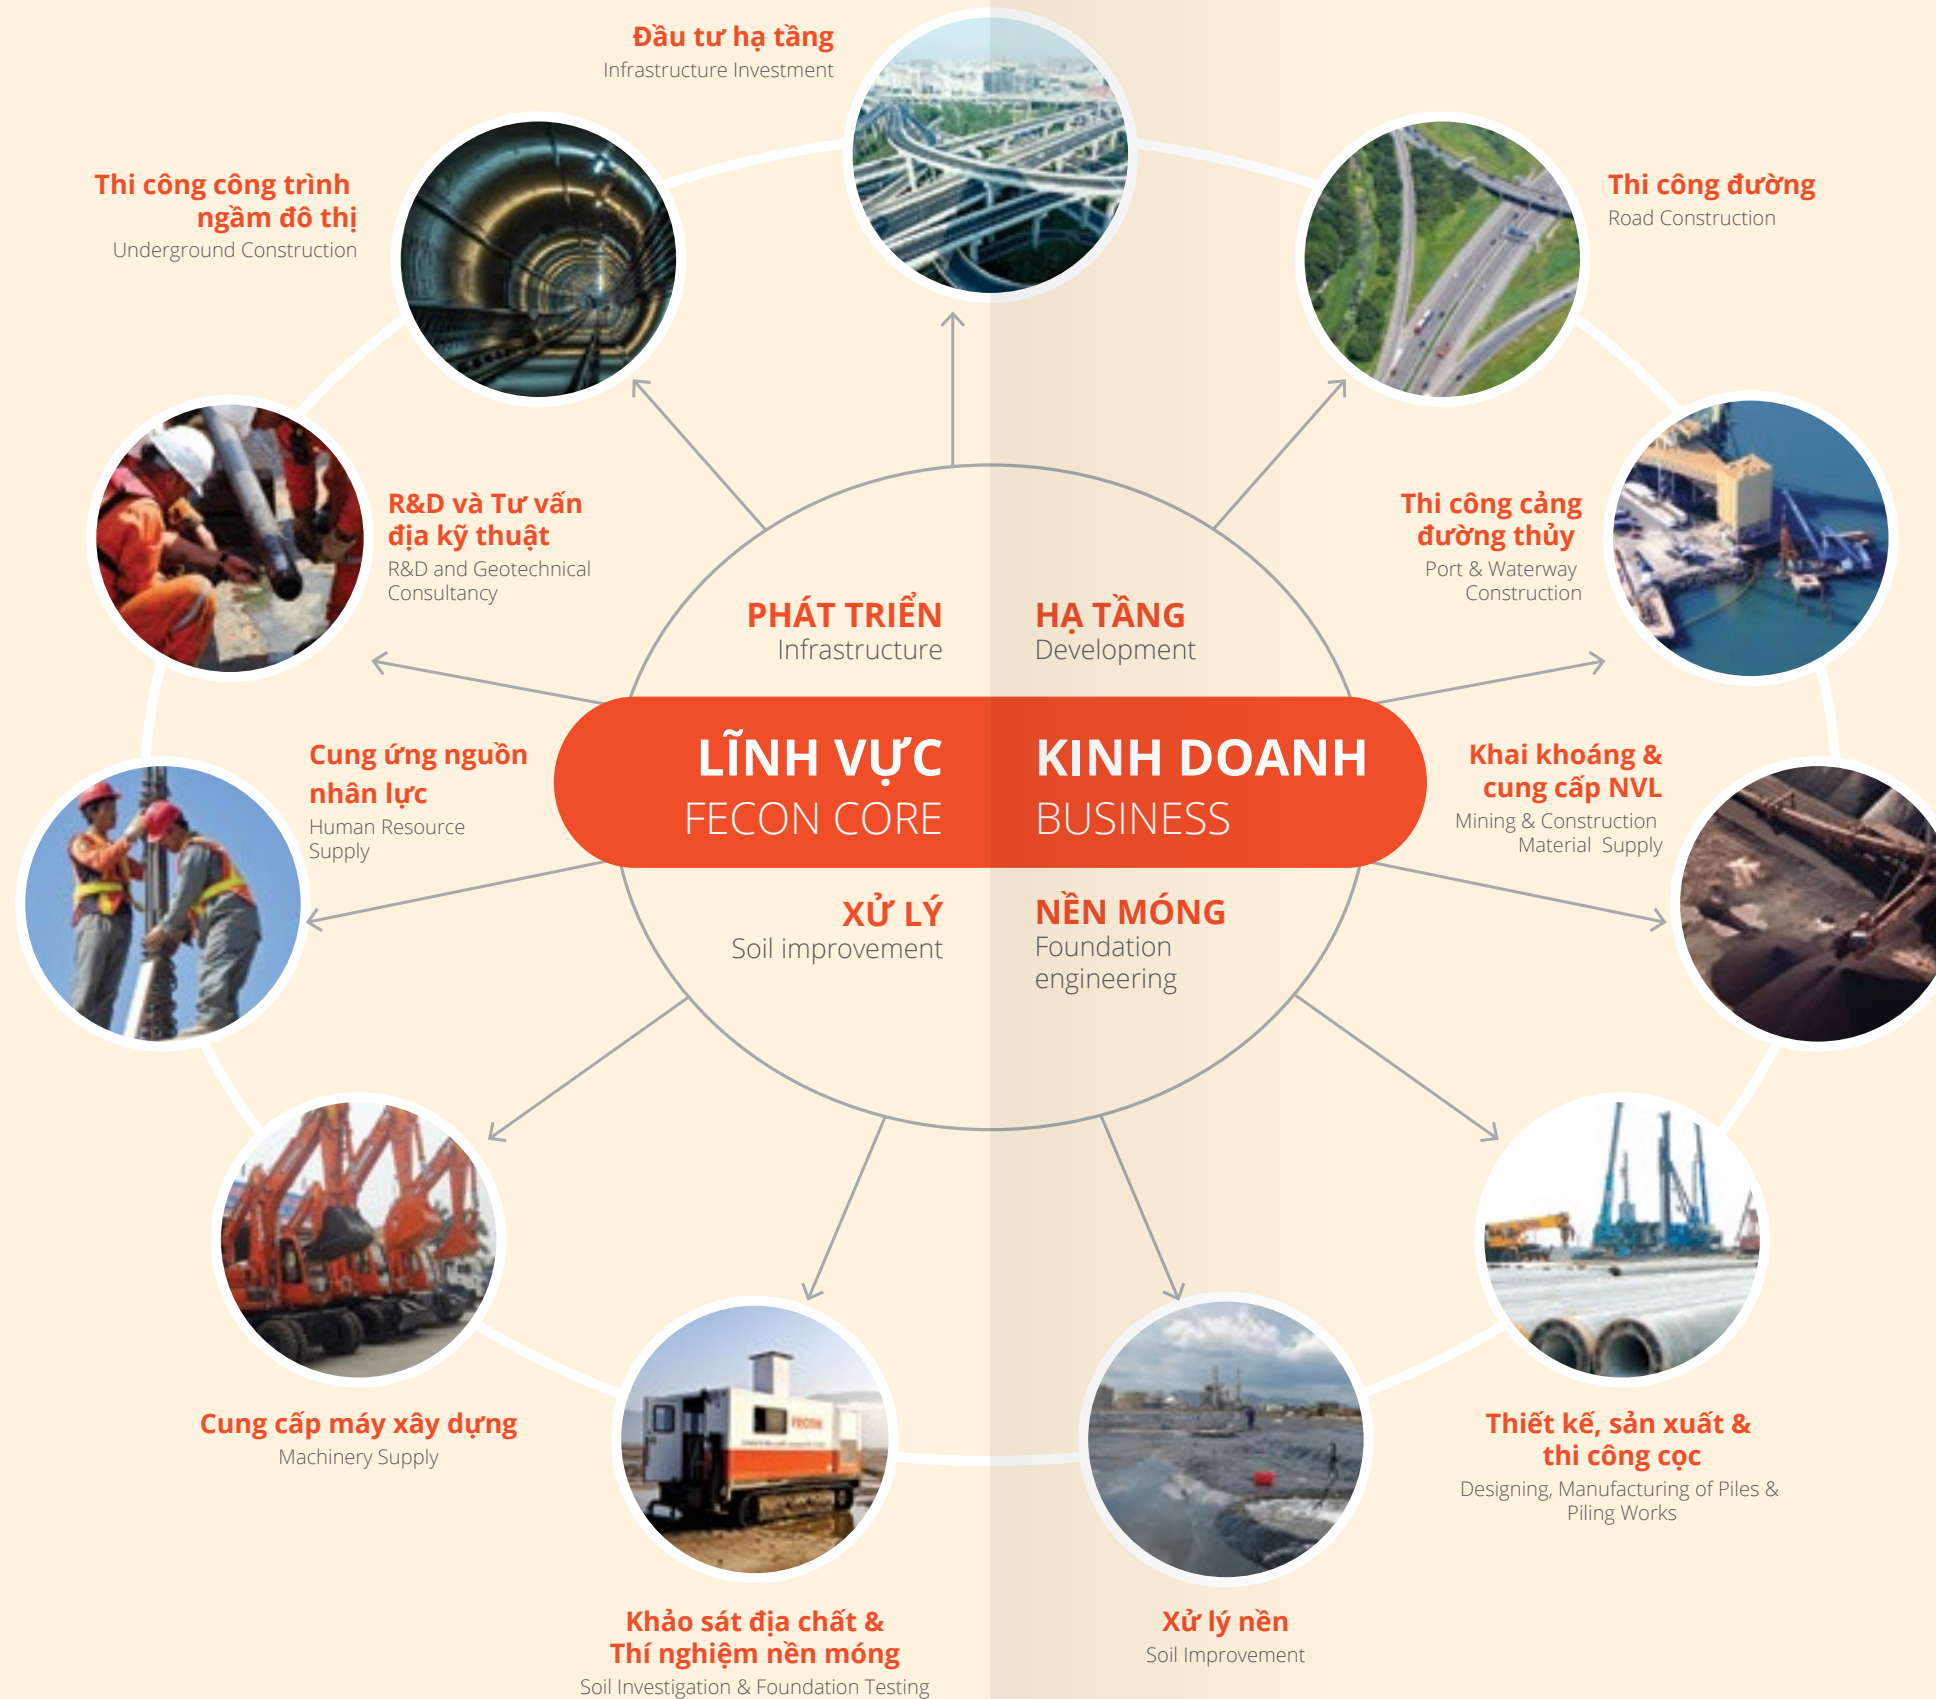 Đầu tư hạ tầng
Infrastructure Investment
Thi công công trình
ngầm đô thị
Underground Construction
Thi công đường
Road Construction
R&D và Tư vấn
địa kỹ thuật
R&D and Geotechnical
Consultancy
Thi công cảng
đường thủy
Port & Waterway
Construction
PHÁT TRIỂN HẠ TẦNG
Infrastructure Development
LĨNH VỰC KINH DOANH
FECON CORE BUSINESS
Cung ứng nguồn
nhân lực
Human Resource
Supply
Khai khoáng &
cung cấp NVL
Mining & Construction
Material Supply
XỬ LÝ NỀN MÓNG
Soil improvement Foundation
engineering
Cung cấp máy xây dựng
Machinery Supply
Thiết kế, sản xuất &
thi công cọc
Designing, Manufacturing of Piles &
Piling Works
FECON
Khảo sát địa chất &
Thí nghiệm nền móng
Soil Investigation & Foundation Testing
Xử lý nền
Soil Improvement